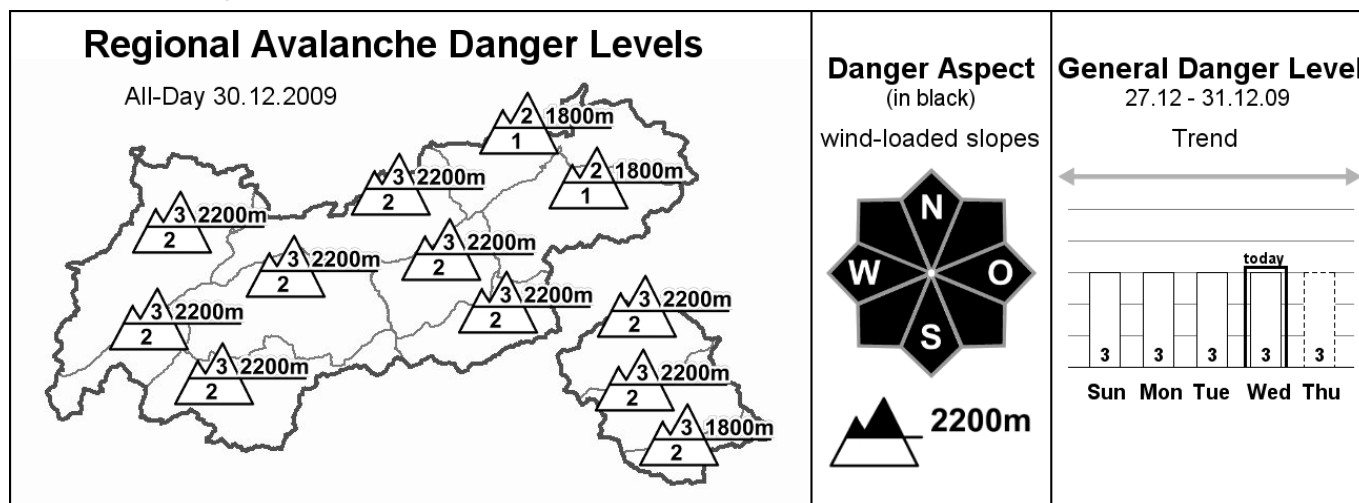 Regional Avalanche Danger Levels
All-Day 30.12.2009
2 1800m
1
3 2200m
2
2 1800m
1
3 2200m
2
3 2200m
2
3 2200m
2
3 2200m
2
3 2200m
2
3 2200m
2
3 2200m
2
3 2200m
2
3 1800m
2
Danger Aspect
(in black)
wind-loaded slopes
N
W
O
S
2200m
General Danger Level
27.12 - 31.12.09
Trend
today
3 3 3 3 3
Sun Mon Tue Wed Thu